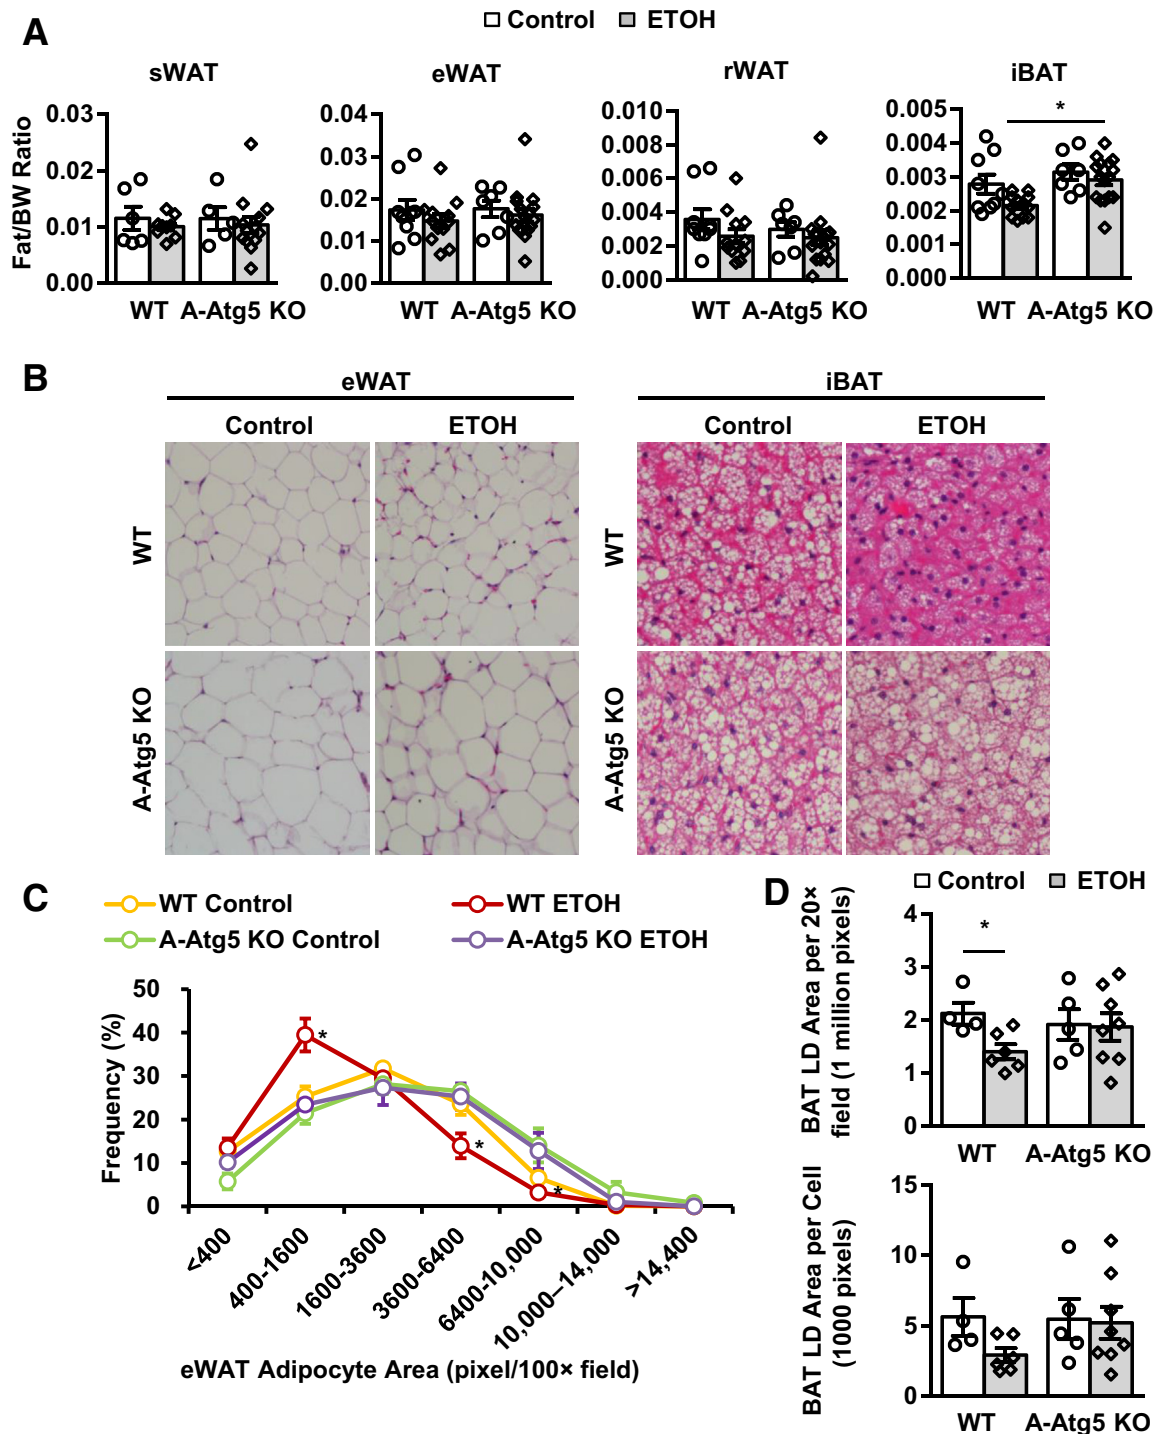 A
Control ETOH
sWAT eWAT rWAT iBAT
Fat/BW Ratio
0.03
0.02
0.01
0.00
0.04
0.03
0.02
0.01
0.00
0.010
0.008
0.006
0.004
0.002
0.000
0.005
0.004
0.003
0.002
0.001
0.000
*
WT A-Atg5 KO
WT A-Atg5 KO
WT A-Atg5 KO
WT A-Atg5 KO
B
eWAT iBAT
Control ETOH Control ETOH
WT
A-Atg5 KO
WT
A-Atg5 KO
C
WT Control WT ETOH
A-Atg5 KO Control A-Atg5 KO ETOH
Frequency (%)
50
40
30
20
10
0
*
*
*
<400
400-1600
1600-3600
3600-6400
6400-10,000
10,000–14,000
>14,400
eWAT Adipocyte Area (pixel/100× field)
D
Control ETOH
BAT LD Area per 20×
field (1 million pixels)
4
3
2
1
0
*
WT A-Atg5 KO
BAT LD Area per Cell
(1000 pixels)
15
10
5
0
WT A-Atg5 KO